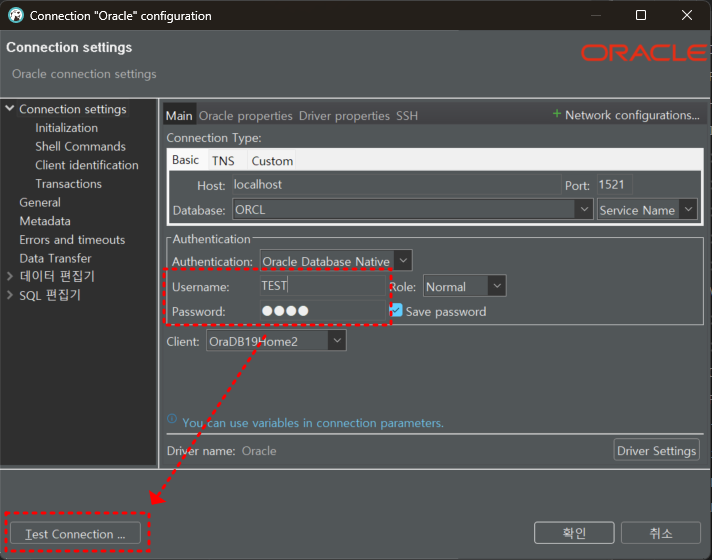 Connection "Oracle" configuration
Connection settings
ORACLE
Oracle connection settings
Connection settings
Initialization
Shell Commands
Client identification
Transactions
General
Metadata
Errors and timeouts
Data Transfer
데이터 편집기
SQL 편집기
Main Oracle properties Driver properties SSH + Network configurations...
Connection Type:
Basic TNS Custom
Host: localhost Port: 1521
Database: ORCL Service Name
Authentication
Authentication: Oracle Database Native
Username: TEST Role: Normal
Password: ●●●● Save password
Client: OraDB19Home2
You can use variables in connection parameters.
Driver name: Oracle Driver Settings
Test Connection ... 확인 취소